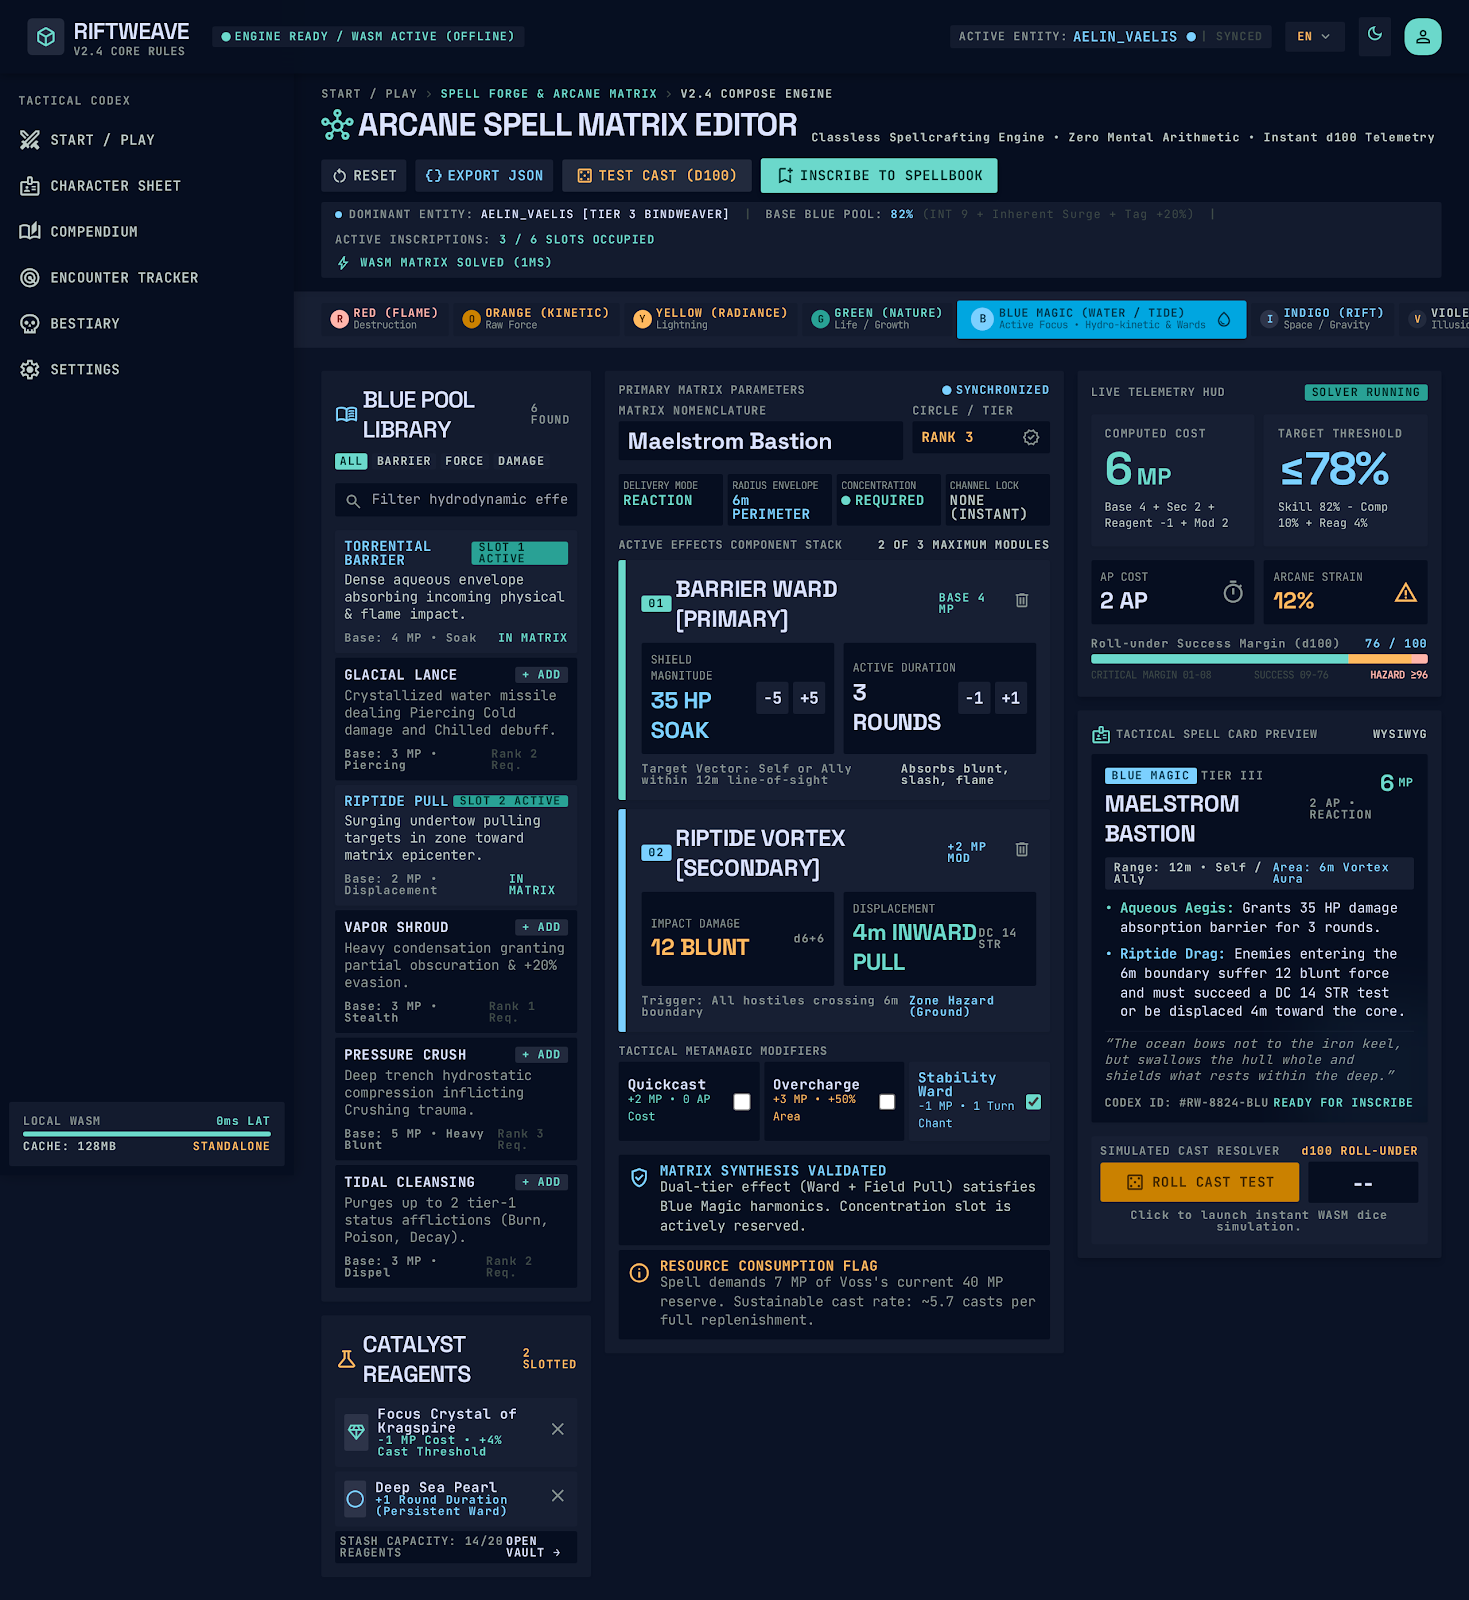 RIFTWEAVE
V2.4 CORE RULES
ENGINE READY / WASM ACTIVE (OFFLINE)
ACTIVE ENTITY: AELIN_VAELIS | SYNCED
EN
TACTICAL CODEX
START / PLAY
CHARACTER SHEET
COMPENDIUM
ENCOUNTER TRACKER
BESTIARY
SETTINGS
LOCAL WASM 0ms LAT
CACHE: 128MB STANDALONE
START / PLAY › SPELL FORGE & ARCANE MATRIX › V2.4 COMPOSE ENGINE
ARCANE SPELL MATRIX EDITOR
Classless Spellcrafting Engine • Zero Mental Arithmetic • Instant d100 Telemetry
RESET
EXPORT JSON
TEST CAST (D100)
INSCRIBE TO SPELLBOOK
DOMINANT ENTITY: AELIN_VAELIS [TIER 3 BINDWEAVER] | BASE BLUE POOL: 82% (INT 9 + Inherent Surge + Tag +20%) |
ACTIVE INSCRIPTIONS: 3 / 6 SLOTS OCCUPIED
WASM MATRIX SOLVED (1MS)
R RED (FLAME)
Destruction
O ORANGE (KINETIC)
Raw Force
Y YELLOW (RADIANCE)
Lightning
G GREEN (NATURE)
Life / Growth
B BLUE MAGIC (WATER / TIDE)
Active Focus • Hydro-kinetic & Wards
I INDIGO (RIFT)
Space / Gravity
V VIOLE
Illusio
BLUE POOL
LIBRARY
6
FOUND
ALL BARRIER FORCE DAMAGE
Filter hydrodynamic effe
TORRENTIAL
BARRIER
SLOT 1
ACTIVE
Dense aqueous envelope
absorbing incoming physical
& flame impact.
Base: 4 MP • Soak IN MATRIX
GLACIAL LANCE + ADD
Crystallized water missile
dealing Piercing Cold
damage and Chilled debuff.
Base: 3 MP •
Piercing
Rank 2
Req.
RIPTIDE PULL SLOT 2 ACTIVE
Surging undertow pulling
targets in zone toward
matrix epicenter.
Base: 2 MP •
Displacement
IN
MATRIX
VAPOR SHROUD + ADD
Heavy condensation granting
partial obscuration & +20%
evasion.
Base: 3 MP •
Stealth
Rank 1
Req.
PRESSURE CRUSH + ADD
Deep trench hydrostatic
compression inflicting
Crushing trauma.
Base: 5 MP • Heavy
Blunt
Rank 3
Req.
TIDAL CLEANSING + ADD
Purges up to 2 tier-1
status afflictions (Burn,
Poison, Decay).
Base: 3 MP •
Dispel
Rank 2
Req.
CATALYST
REAGENTS
2
SLOTTED
Focus Crystal of
Kragspire
-1 MP Cost • +4%
Cast Threshold
Deep Sea Pearl
+1 Round Duration
(Persistent Ward)
STASH CAPACITY: 14/20
REAGENTS
OPEN
VAULT →
PRIMARY MATRIX PARAMETERS SYNCHRONIZED
MATRIX NOMENCLATURE
Maelstrom Bastion
CIRCLE / TIER
RANK 3
DELIVERY MODE
REACTION
RADIUS ENVELOPE
6m
PERIMETER
CONCENTRATION
REQUIRED
CHANNEL LOCK
NONE
(INSTANT)
ACTIVE EFFECTS COMPONENT STACK 2 OF 3 MAXIMUM MODULES
01
BARRIER WARD
[PRIMARY]
BASE 4
MP
SHIELD
MAGNITUDE
35 HP
SOAK
-5 +5
ACTIVE DURATION
3
ROUNDS
-1 +1
Target Vector: Self or Ally
within 12m line-of-sight
Absorbs blunt,
slash, flame
02
RIPTIDE VORTEX
[SECONDARY]
+2 MP
MOD
IMPACT DAMAGE
12 BLUNT d6+6
DISPLACEMENT
4m INWARD
PULL
DC 14
STR
Trigger: All hostiles crossing 6m
boundary
Zone Hazard
(Ground)
TACTICAL METAMAGIC MODIFIERS
Quickcast
+2 MP • 0 AP
Cost
Overcharge
+3 MP • +50%
Area
Stability
Ward
-1 MP • 1 Turn
Chant
MATRIX SYNTHESIS VALIDATED
Dual-tier effect (Ward + Field Pull) satisfies
Blue Magic harmonics. Concentration slot is
actively reserved.
RESOURCE CONSUMPTION FLAG
Spell demands 7 MP of Voss's current 40 MP
reserve. Sustainable cast rate: ~5.7 casts per
full replenishment.
LIVE TELEMETRY HUD SOLVER RUNNING
COMPUTED COST
6 MP
Base 4 + Sec 2 +
Reagent -1 + Mod 2
TARGET THRESHOLD
≤78%
Skill 82% - Comp
10% + Reag 4%
AP COST
2 AP
ARCANE STRAIN
12%
Roll-under Success Margin (d100) 76 / 100
CRITICAL MARGIN 01-08 SUCCESS 09-76 HAZARD ≥96
TACTICAL SPELL CARD PREVIEW WYSIWYG
BLUE MAGIC TIER III
MAELSTROM
BASTION
6 MP
2 AP •
REACTION
Range: 12m • Self /
Ally
Area: 6m Vortex
Aura
• Aqueous Aegis: Grants 35 HP damage
absorption barrier for 3 rounds.
• Riptide Drag: Enemies entering the
6m boundary suffer 12 blunt force
and must succeed a DC 14 STR test
or be displaced 4m toward the core.
“The ocean bows not to the iron keel,
but swallows the hull whole and
shields what rests within the deep.”
CODEX ID: #RW-8824-BLU READY FOR INSCRIBE
SIMULATED CAST RESOLVER d100 ROLL-UNDER
ROLL CAST TEST
--
Click to launch instant WASM dice
simulation.